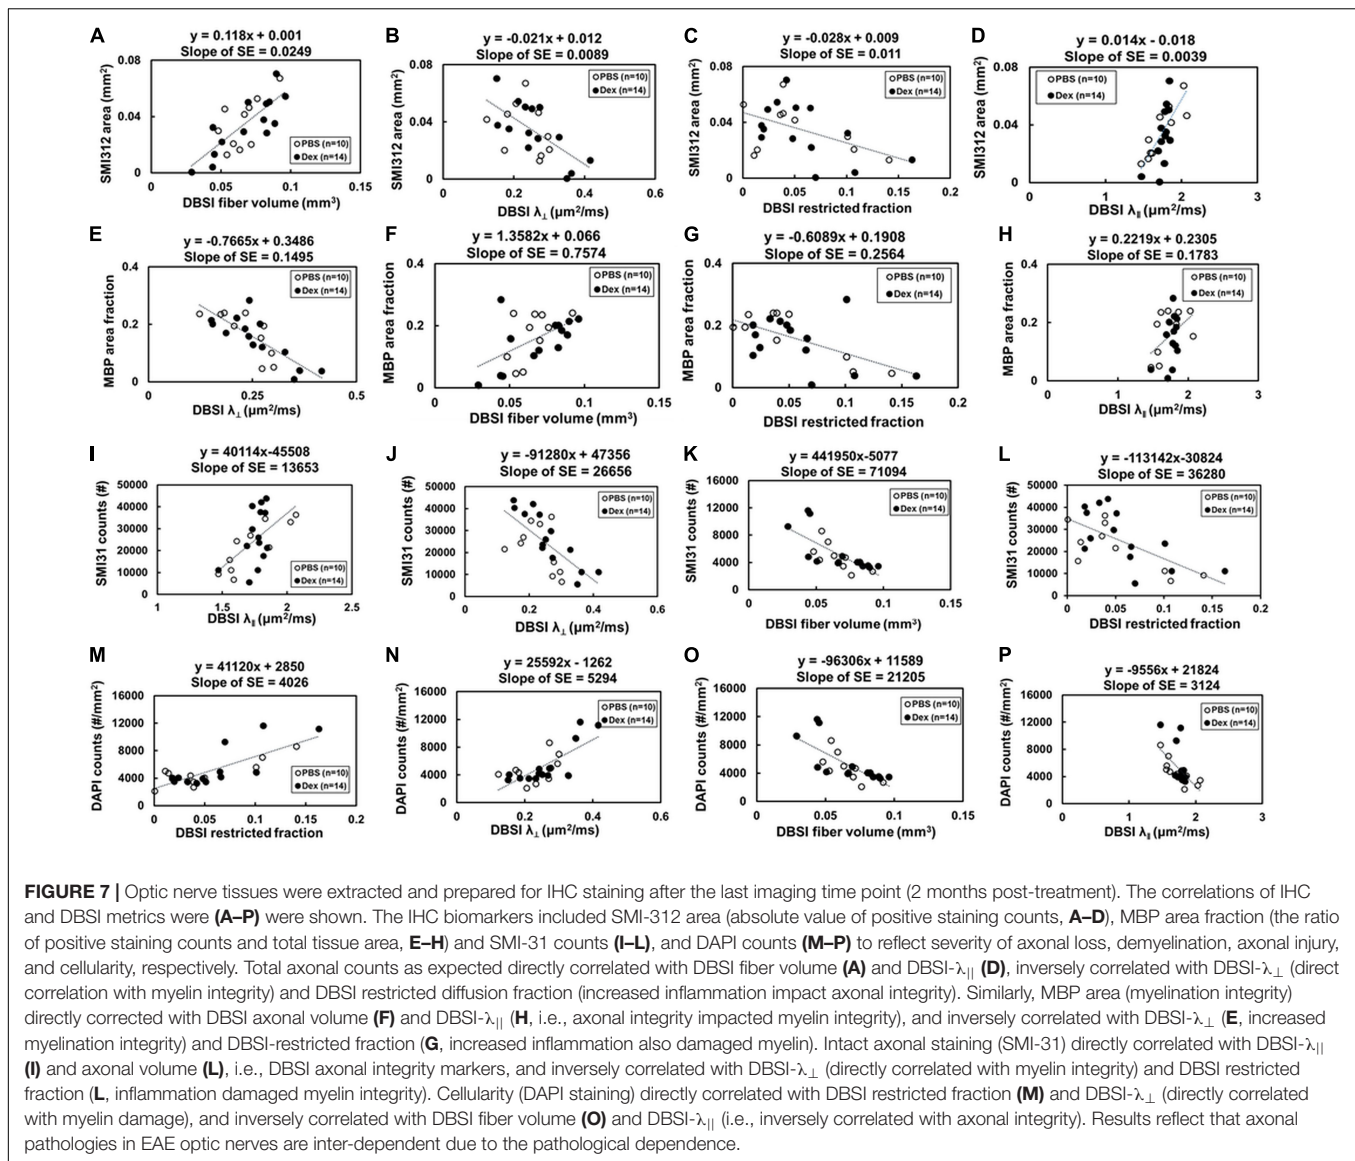 A
y = 0.118x + 0.001
Slope of SE = 0.0249
SMI312 area (mm²)
0.08
0.04
0
PBS (n=10)
Dex (n=14)
0 0.05 0.1 0.15
DBSI fiber volume (mm³)
B
y = -0.021x + 0.012
Slope of SE = 0.0089
SMI312 area (mm²)
0.08
0.04
0
PBS (n=10)
Dex (n=14)
0 0.2 0.4 0.6
DBSI λ⊥ (µm²/ms)
C
y = -0.028x + 0.009
Slope of SE = 0.011
SMI312 area (mm²)
0.08
0.04
0
PBS (n=10)
Dex (n=14)
0 0.05 0.1 0.15 0.2
DBSI restricted fraction
D
y = 0.014x - 0.018
Slope of SE = 0.0039
SMI312 area (mm²)
0.08
0.04
0
PBS (n=10)
Dex (n=14)
0 1 2 3
DBSI λ|| (µm²/ms)
E
y = -0.7665x + 0.3486
Slope of SE = 0.1495
MBP area fraction
0.4
0.2
0
PBS (n=10)
Dex (n=14)
0 0.25 0.5
DBSI λ⊥ (µm²/ms)
F
y = 1.3582x + 0.066
Slope of SE = 0.7574
MBP area fraction
0.4
0.2
0
PBS (n=10)
Dex (n=14)
0 0.05 0.1 0.15
DBSI fiber volume (mm³)
G
y = -0.6089x + 0.1908
Slope of SE = 0.2564
MBP area fraction
0.4
0.2
0
PBS (n=10)
Dex (n=14)
0 0.05 0.1 0.15 0.2
DBSI restricted fraction
H
y = 0.2219x + 0.2305
Slope of SE = 0.1783
MBP area fraction
0.4
0.2
0
PBS (n=10)
Dex (n=14)
0 1 2 3
DBSI λ|| (µm²/ms)
I
y = 40114x-45508
Slope of SE = 13653
SMI31 counts (#)
50000
40000
30000
20000
10000
0
PBS (n=10)
Dex (n=14)
1 1.5 2 2.5
DBSI λ|| (µm²/ms)
J
y = -91280x + 47356
Slope of SE = 26656
SMI31 counts (#)
50000
40000
30000
20000
10000
0
PBS (n=10)
Dex (n=14)
0 0.2 0.4 0.6
DBSI λ⊥ (µm²/ms)
K
y = 441950x-5077
Slope of SE = 71094
SMI31 counts (#)
16000
12000
8000
4000
0
PBS (n=10)
Dex (n=14)
0 0.05 0.1 0.15
DBSI fiber volume (mm³)
L
y = -113142x-30824
Slope of SE = 36280
SMI31 counts (#)
50000
40000
30000
20000
10000
0
PBS (n=10)
Dex (n=14)
0 0.05 0.1 0.15 0.2
DBSI restricted fraction
M
y = 41120x + 2850
Slope of SE = 4026
DAPI counts (#/mm²)
16000
12000
8000
4000
0
PBS (n=10)
Dex (n=14)
0 0.05 0.1 0.15 0.2
DBSI restricted fraction
N
y = 25592x - 1262
Slope of SE = 5294
DAPI counts (#/mm²)
16000
12000
8000
4000
0
PBS (n=10)
Dex (n=14)
0 0.2 0.4 0.6
DBSI λ⊥ (µm²/ms)
O
y = -96306x + 11589
Slope of SE = 21205
DAPI counts (#/mm²)
16000
12000
8000
4000
0
PBS (n=10)
Dex (n=14)
0 0.05 0.1 0.15
DBSI fiber volume (mm³)
P
y = -9556x + 21824
Slope of SE = 3124
DAPI counts (#/mm²)
16000
12000
8000
4000
0
PBS (n=10)
Dex (n=14)
0 1 2 3
DBSI λ|| (µm²/ms)
FIGURE 7 | Optic nerve tissues were extracted and prepared for IHC staining after the last imaging time point (2 months post-treatment). The correlations of IHC
and DBSI metrics were (A–P) were shown. The IHC biomarkers included SMI-312 area (absolute value of positive staining counts, A–D), MBP area fraction (the ratio
of positive staining counts and total tissue area, E–H) and SMI-31 counts (I–L), and DAPI counts (M–P) to reflect severity of axonal loss, demyelination, axonal injury,
and cellularity, respectively. Total axonal counts as expected directly correlated with DBSI fiber volume (A) and DBSI-λ|| (D), inversely correlated with DBSI-λ⊥ (direct
correlation with myelin integrity) and DBSI restricted diffusion fraction (increased inflammation impact axonal integrity). Similarly, MBP area (myelination integrity)
directly corrected with DBSI axonal volume (F) and DBSI-λ|| (H, i.e., axonal integrity impacted myelin integrity), and inversely correlated with DBSI-λ⊥ (E, increased
myelination integrity) and DBSI-restricted fraction (G, increased inflammation also damaged myelin). Intact axonal staining (SMI-31) directly correlated with DBSI-λ||
(I) and axonal volume (L), i.e., DBSI axonal integrity markers, and inversely correlated with DBSI-λ⊥ (directly correlated with myelin integrity) and DBSI restricted
fraction (L, inflammation damaged myelin integrity). Cellularity (DAPI staining) directly correlated with DBSI restricted fraction (M) and DBSI-λ⊥ (directly correlated
with myelin damage), and inversely correlated with DBSI fiber volume (O) and DBSI-λ|| (i.e., inversely correlated with axonal integrity). Results reflect that axonal
pathologies in EAE optic nerves are inter-dependent due to the pathological dependence.